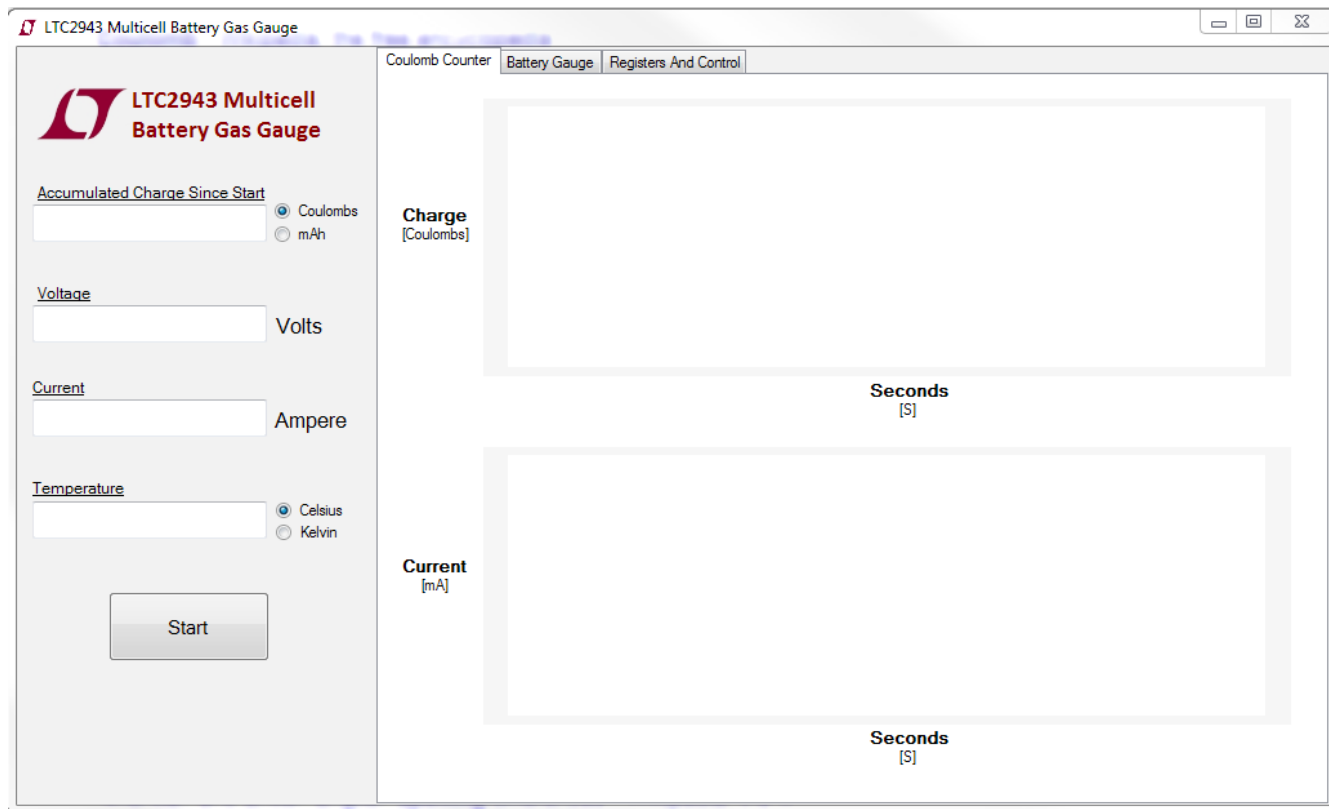 LTC2943 Multicell Battery Gas Gauge
Coulomb Counter
Battery Gauge
Registers And Control
LTC2943 Multicell
Battery Gas Gauge
Accumulated Charge Since Start
Coulombs
mAh
Voltage
Volts
Current
Ampere
Temperature
Celsius
Kelvin
Start
Charge
[Coulombs]
Seconds
[S]
Current
[mA]
Seconds
[S]